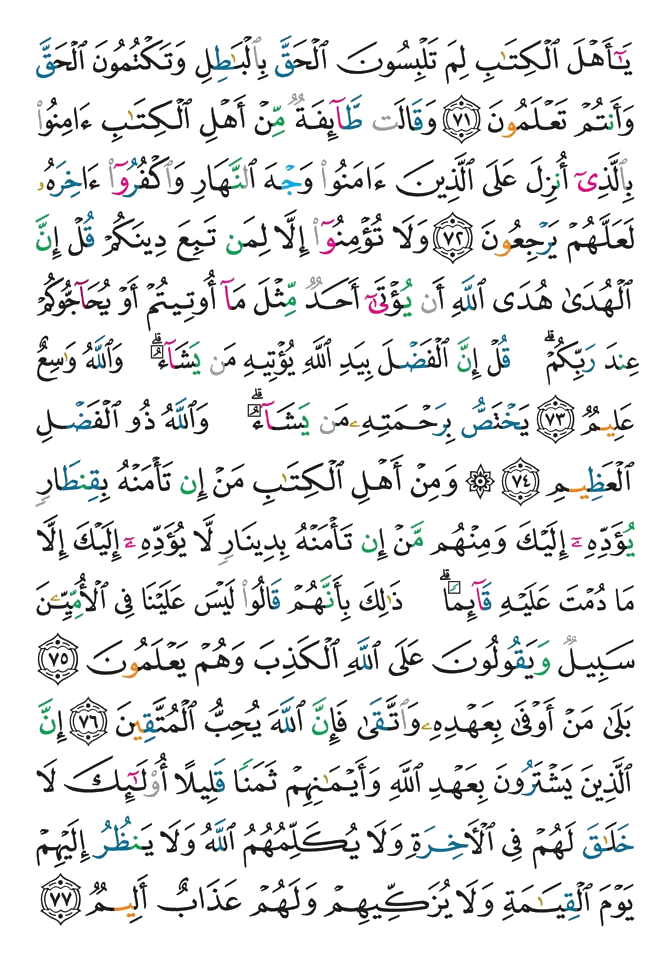 يَـٰٓأَهْلَ ٱلْكِتَـٰبِ لِمَ تَلْبِسُونَ ٱلْحَقَّ بِٱلْبَـٰطِلِ وَتَكْتُمُونَ ٱلْحَقَّ
وَأَنتُمْ تَعْلَمُونَ ﴿٧١﴾ وَقَالَت طَّآئِفَةٌ مِّنْ أَهْلِ ٱلْكِتَـٰبِ ءَامِنُوا۟
بِٱلَّذِىٓ أُنزِلَ عَلَى ٱلَّذِينَ ءَامَنُوا۟ وَجْهَ ٱلنَّهَارِ وَٱكْفُرُوٓا۟ ءَاخِرَهُۥ
لَعَلَّهُمْ يَرْجِعُونَ ﴿٧٢﴾ وَلَا تُؤْمِنُوٓا۟ إِلَّا لِمَن تَبِعَ دِينَكُمْ قُلْ إِنَّ
ٱلْهُدَىٰ هُدَى ٱللَّهِ أَن يُؤْتَىٰٓ أَحَدٌ مِّثْلَ مَآ أُوتِيتُمْ أَوْ يُحَآجُّوكُمْ
عِندَ رَبِّكُمْ ۗ قُلْ إِنَّ ٱلْفَضْلَ بِيَدِ ٱللَّهِ يُؤْتِيهِ مَن يَشَآءُ ۗ وَٱللَّهُ وَٰسِعٌ
عَلِيمٌ ﴿٧٣﴾ يَخْتَصُّ بِرَحْمَتِهِۦ مَن يَشَآءُ ۗ وَٱللَّهُ ذُو ٱلْفَضْلِ
ٱلْعَظِيمِ ﴿٧٤﴾ ۞ وَمِنْ أَهْلِ ٱلْكِتَـٰبِ مَنْ إِن تَأْمَنْهُ بِقِنطَارٍ
يُؤَدِّهِۦٓ إِلَيْكَ وَمِنْهُم مَّنْ إِن تَأْمَنْهُ بِدِينَارٍ لَّا يُؤَدِّهِۦٓ إِلَيْكَ إِلَّا
مَا دُمْتَ عَلَيْهِ قَآئِمًا ۗ ذَٰلِكَ بِأَنَّهُمْ قَالُوا۟ لَيْسَ عَلَيْنَا فِى ٱلْأُمِّيِّـۧنَ
سَبِيلٌ وَيَقُولُونَ عَلَى ٱللَّهِ ٱلْكَذِبَ وَهُمْ يَعْلَمُونَ ﴿٧٥﴾
بَلَىٰ مَنْ أَوْفَىٰ بِعَهْدِهِۦ وَٱتَّقَىٰ فَإِنَّ ٱللَّهَ يُحِبُّ ٱلْمُتَّقِينَ ﴿٧٦﴾ إِنَّ
ٱلَّذِينَ يَشْتَرُونَ بِعَهْدِ ٱللَّهِ وَأَيْمَـٰنِهِمْ ثَمَنًا قَلِيلًا أُو۟لَـٰٓئِكَ لَا
خَلَـٰقَ لَهُمْ فِى ٱلْـَٔاخِرَةِ وَلَا يُكَلِّمُهُمُ ٱللَّهُ وَلَا يَنظُرُ إِلَيْهِمْ
يَوْمَ ٱلْقِيَـٰمَةِ وَلَا يُزَكِّيهِمْ وَلَهُمْ عَذَابٌ أَلِيمٌ ﴿٧٧﴾